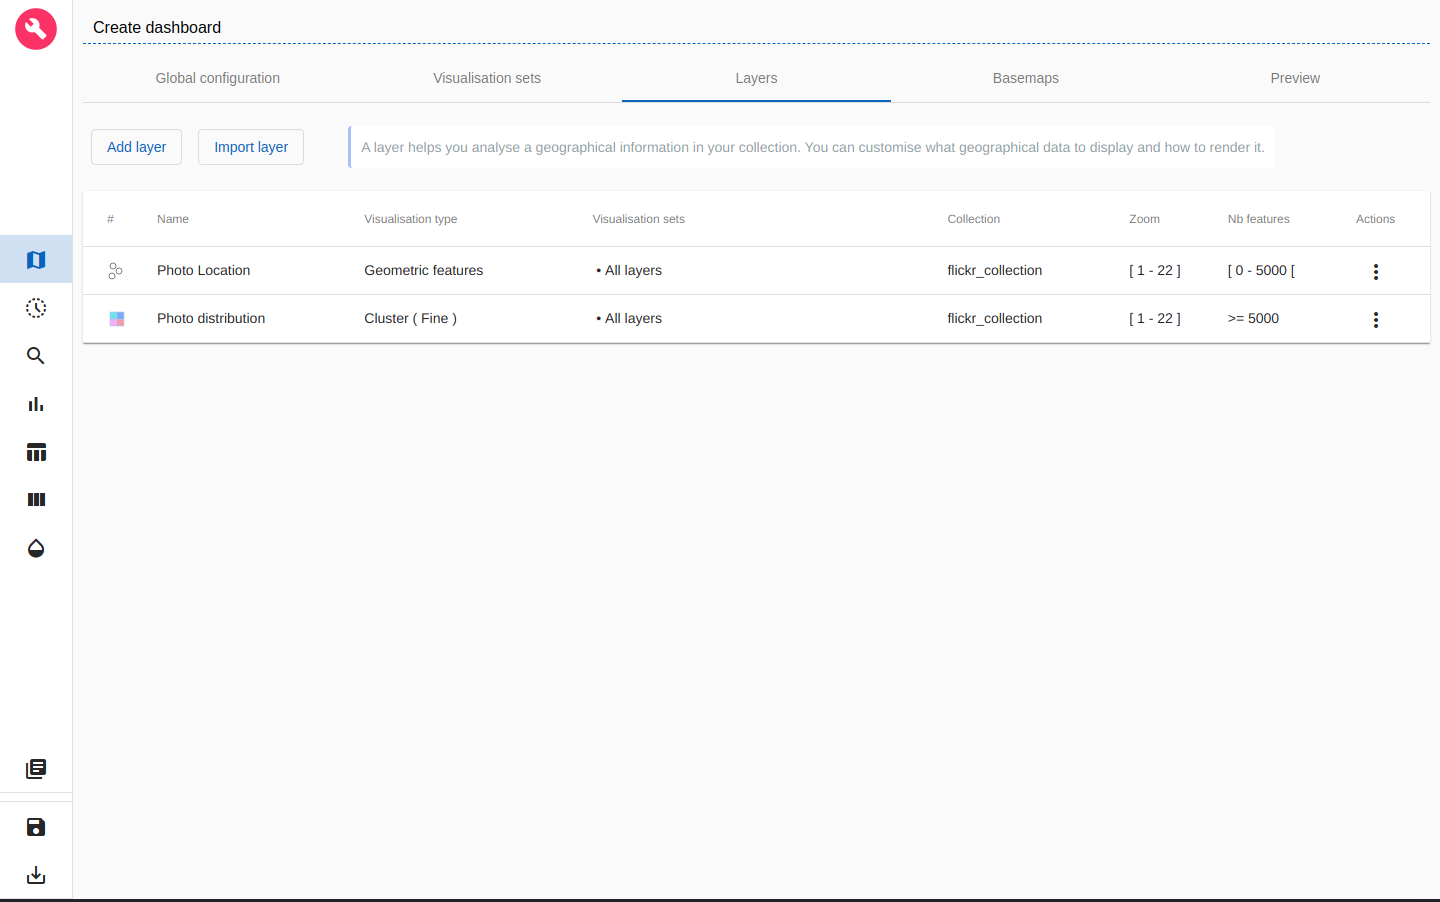 Create dashboard
Global configuration Visualisation sets Layers Basemaps Preview
Add layer Import layer A layer helps you analyse a geographical information in your collection. You can customise what geographical data to display and how to render it.
# Name Visualisation type Visualisation sets Collection Zoom Nb features Actions
Photo Location Geometric features • All layers flickr_collection [ 1 - 22 ] [ 0 - 5000 [
Photo distribution Cluster ( Fine ) • All layers flickr_collection [ 1 - 22 ] >= 5000